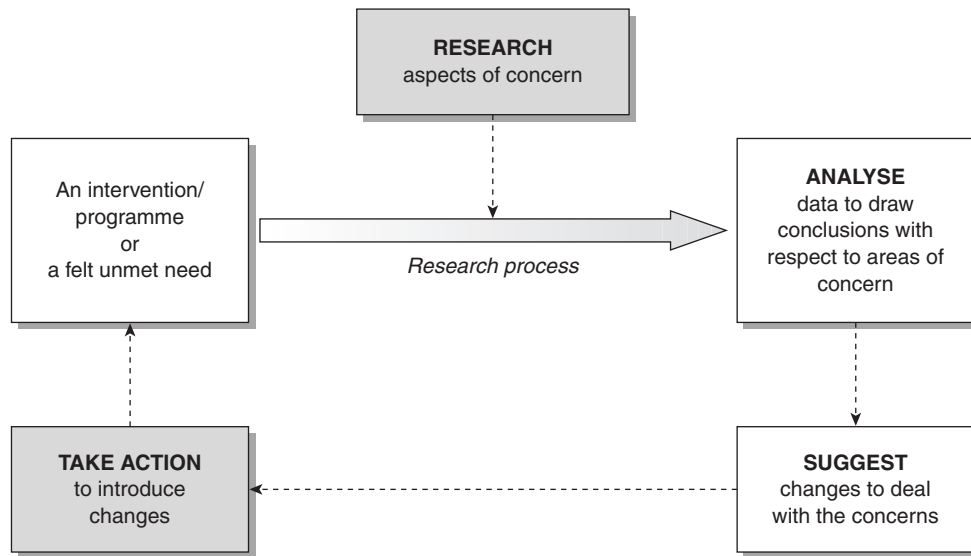 RESEARCH
aspects of concern
An intervention/
programme
or
a felt unmet need
Research process
ANALYSE
data to draw
conclusions with
respect to areas of
concern
TAKE ACTION
to introduce
changes
SUGGEST
changes to deal
with the concerns